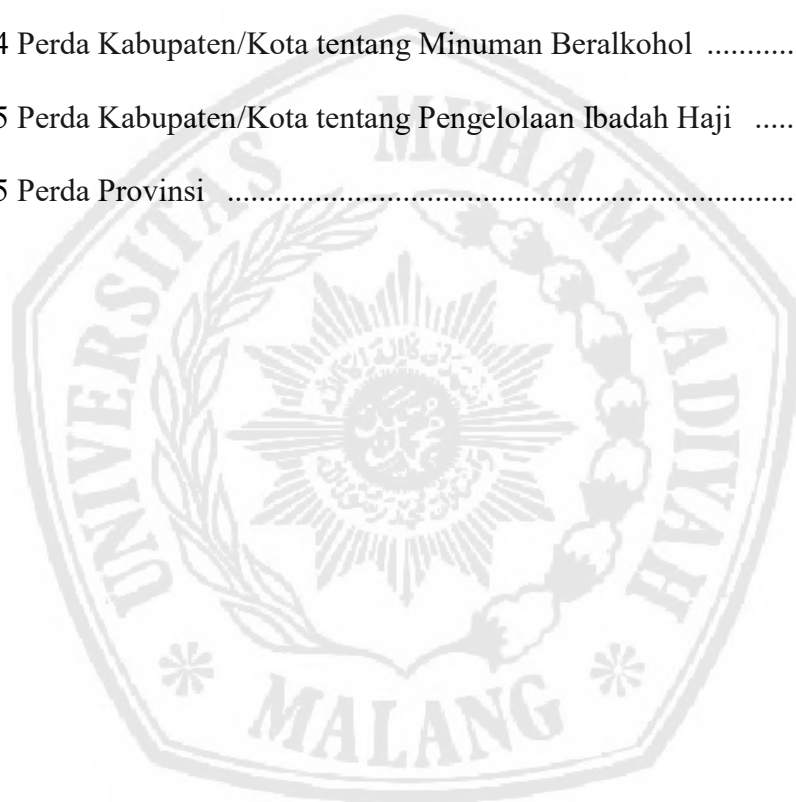 4 Perda Kabupaten/Kota tentang Minuman Beralkohol ...........
5 Perda Kabupaten/Kota tentang Pengelolaan Ibadah Haji .....
5 Perda Provinsi .......................................................................
UNIVERSITAS MUHAMMADIYAH
MALANG